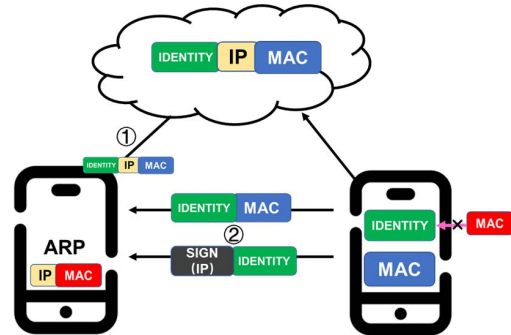 IDENTITY IP MAC
①
IDENTITY IP MAC
IDENTITY MAC
②
SIGN (IP) IDENTITY
ARP
IP MAC
IDENTITY
MAC
MAC